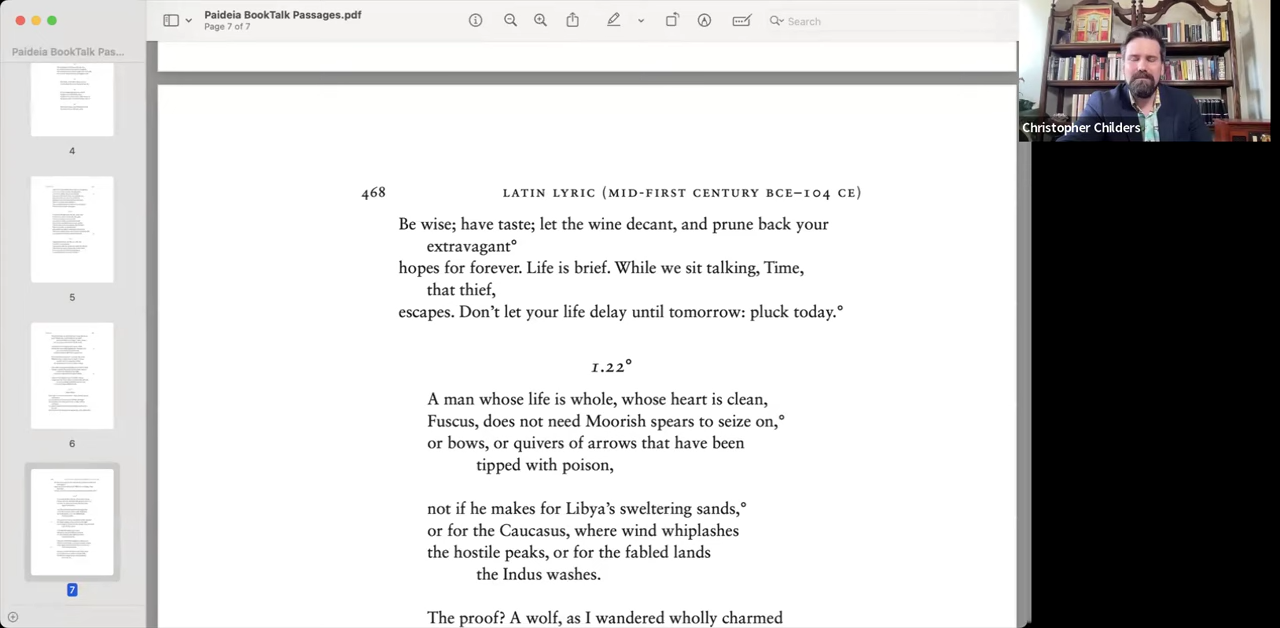 Paideia BookTalk Passages.pdf
Page 7 of 7
Search
Paideia BookTalk Pas...
4
5
6
7
Christopher Childers
468 LATIN LYRIC (MID-FIRST CENTURY BCE–104 CE)
Be wise; have taste; let the wine decant, and prune back your
extravagant°
hopes for forever. Life is brief. While we sit talking, Time,
that thief,
escapes. Don't let your life delay until tomorrow: pluck today.°
1.22°
A man whose life is whole, whose heart is clean,
Fuscus, does not need Moorish spears to seize on,°
or bows, or quivers of arrows that have been
tipped with poison,
not if he makes for Libya's sweltering sands,°
or for the Caucasus, where wind whiplashes
the hostile peaks, or for the fabled lands
the Indus washes.
The proof? A wolf, as I wandered wholly charmed